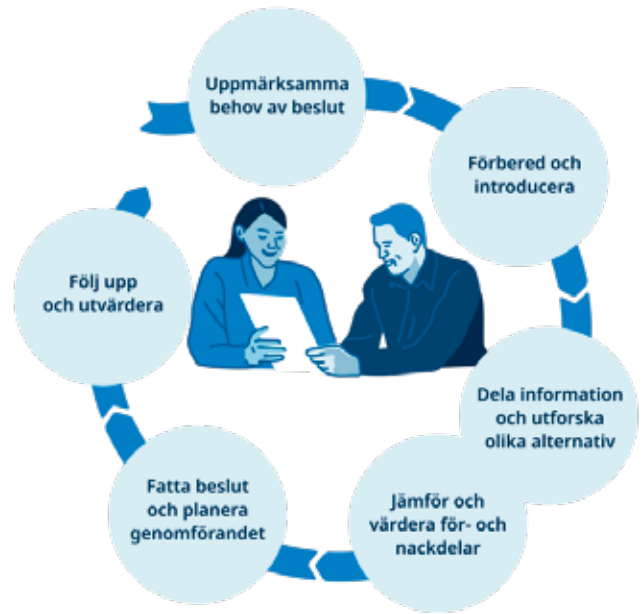 Uppmärksamma
behov av beslut
Förbered och
introducera
Dela information
och utforska
olika alternativ
Jämför och
värdera för- och
nackdelar
Fatta beslut
och planera
genomförandet
Följ upp
och utvärdera